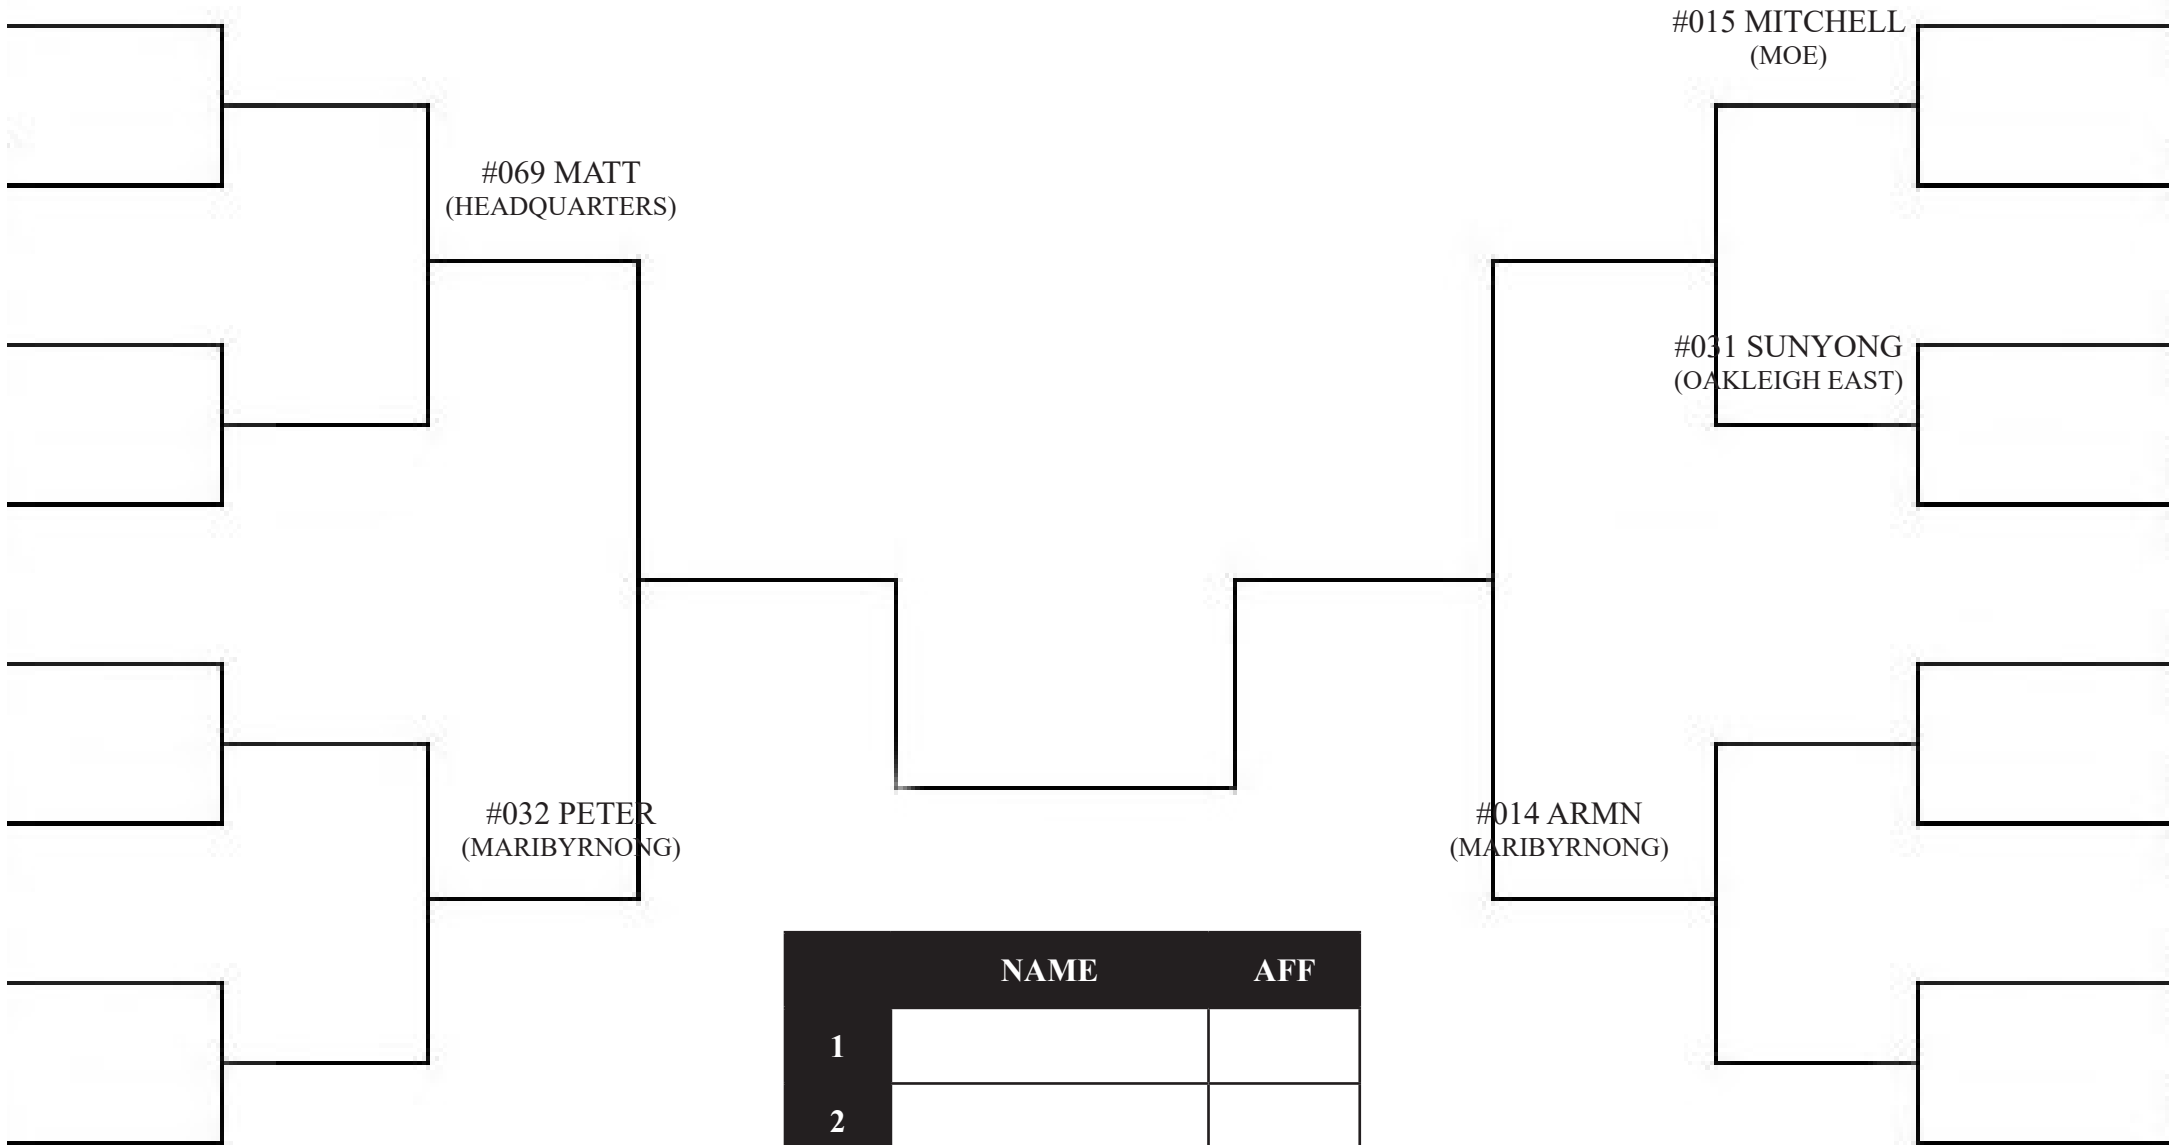 #015 MITCHELL
(MOE)
#069 MATT
(HEADQUARTERS)
#031 SUNYONG
(OAKLEIGH EAST)
#032 PETER
(MARIBYRNONG)
#014 ARMN
(MARIBYRNONG)
NAME AFF
1
2